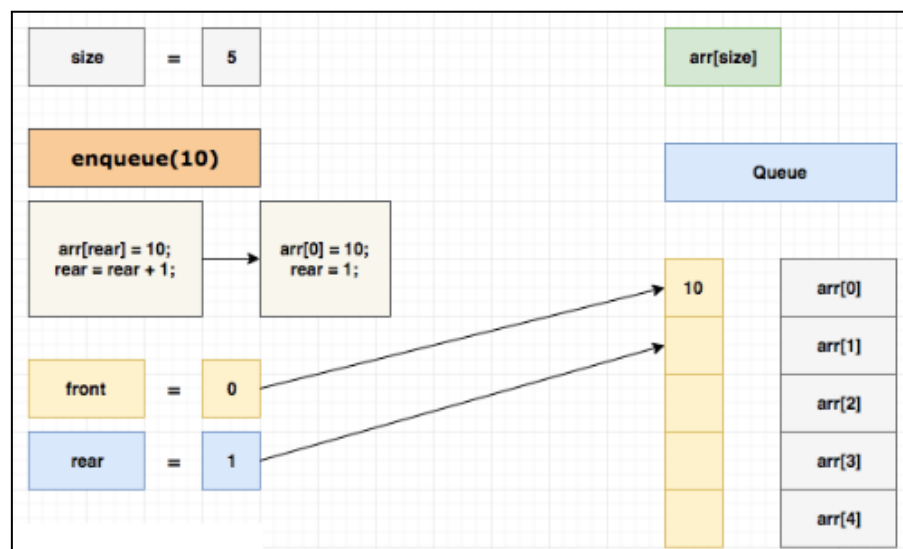 size = 5
arr[size]
enqueue(10)
Queue
arr[rear] = 10;
rear = rear + 1;
arr[0] = 10;
rear = 1;
10
arr[0]
arr[1]
front = 0
arr[2]
rear = 1
arr[3]
arr[4]